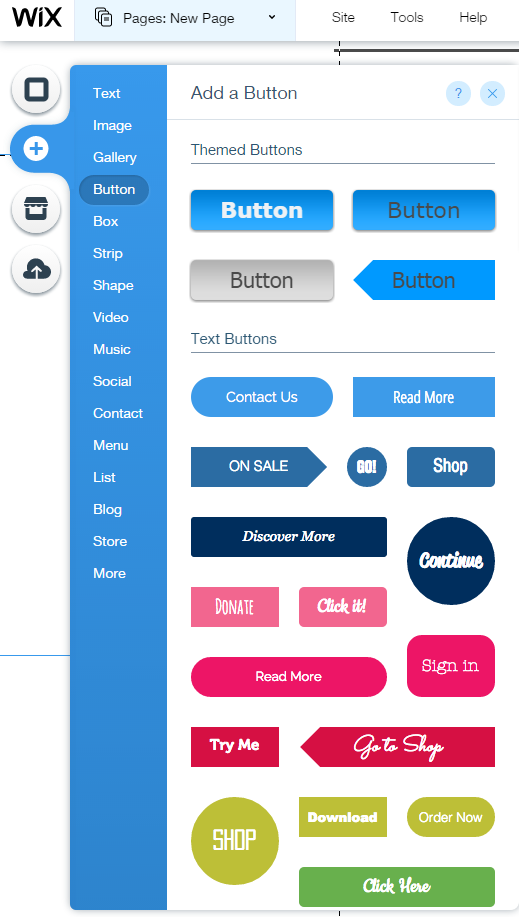 WiX
Pages: New Page
Site
Tools
Help
Text
Image
Gallery
Button
Box
Strip
Shape
Video
Music
Social
Contact
Menu
List
Blog
Store
More
Add a Button
?
Themed Buttons
Button
Button
Button
Button
Text Buttons
Contact Us
Read More
ON SALE
GO!
Shop
Discover More
Continue
DONATE
Click it!
Sign in
Read More
Try Me
Go to Shop
SHOP
Download
Order Now
Click Here